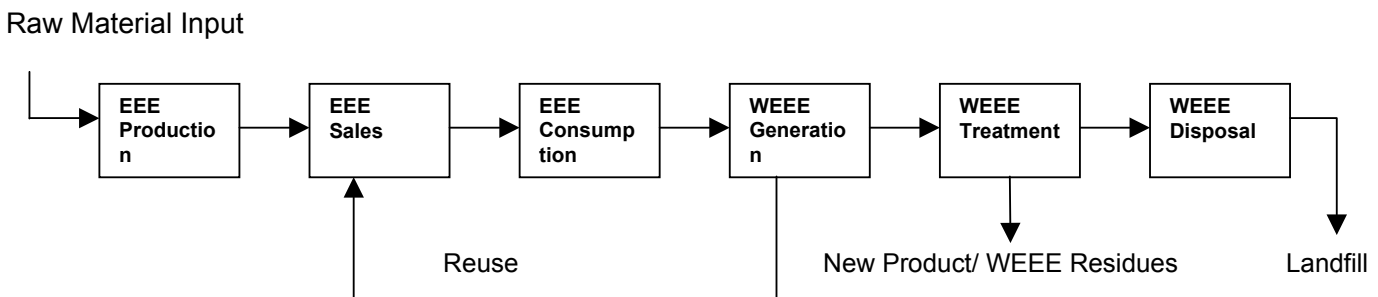 Raw Material Input
EEE
Productio
n
EEE
Sales
EEE
Consump
tion
WEEE
Generatio
n
WEEE
Treatment
WEEE
Disposal
Reuse
New Product/ WEEE Residues
Landfill